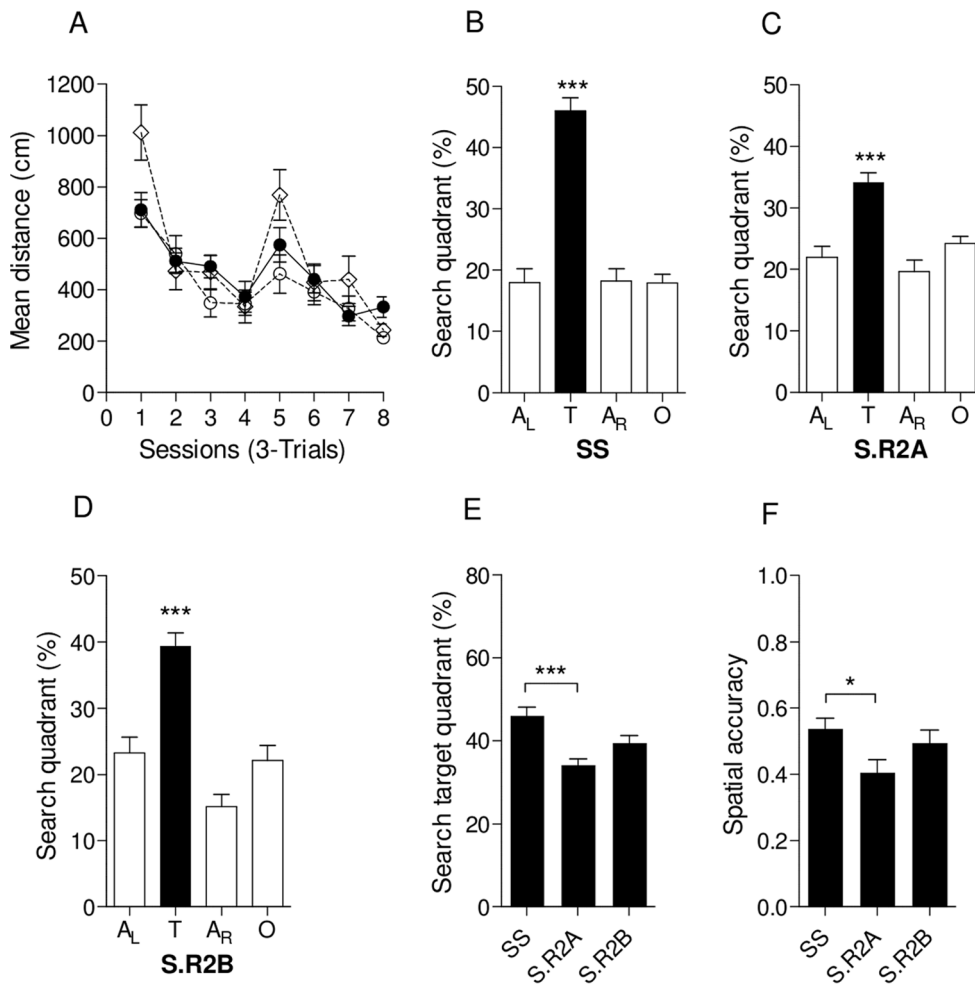 A
Mean distance (cm)
1200
1000
800
600
400
200
0
0 1 2 3 4 5 6 7 8
Sessions (3-Trials)
B
Search quadrant (%)
50
40
30
20
10
0
***
AL T AR O
SS
C
Search quadrant (%)
50
40
30
20
10
0
***
AL T AR O
S.R2A
D
Search quadrant (%)
50
40
30
20
10
0
***
AL T AR O
S.R2B
E
Search target quadrant (%)
80
60
40
20
0
***
SS
S.R2A
S.R2B
F
Spatial accuracy
1.0
0.8
0.6
0.4
0.2
0.0
*
SS
S.R2A
S.R2B